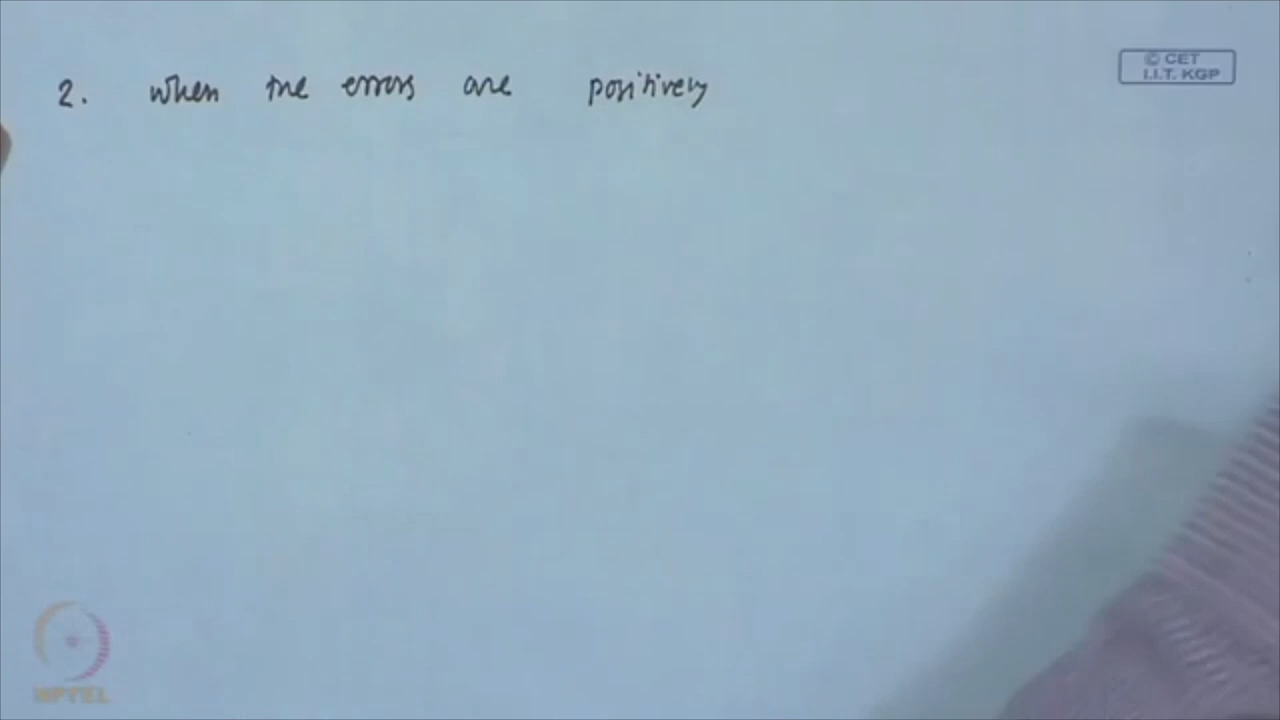 2. when the errors are positively
© CET
I.I.T. KGP
NPTEL